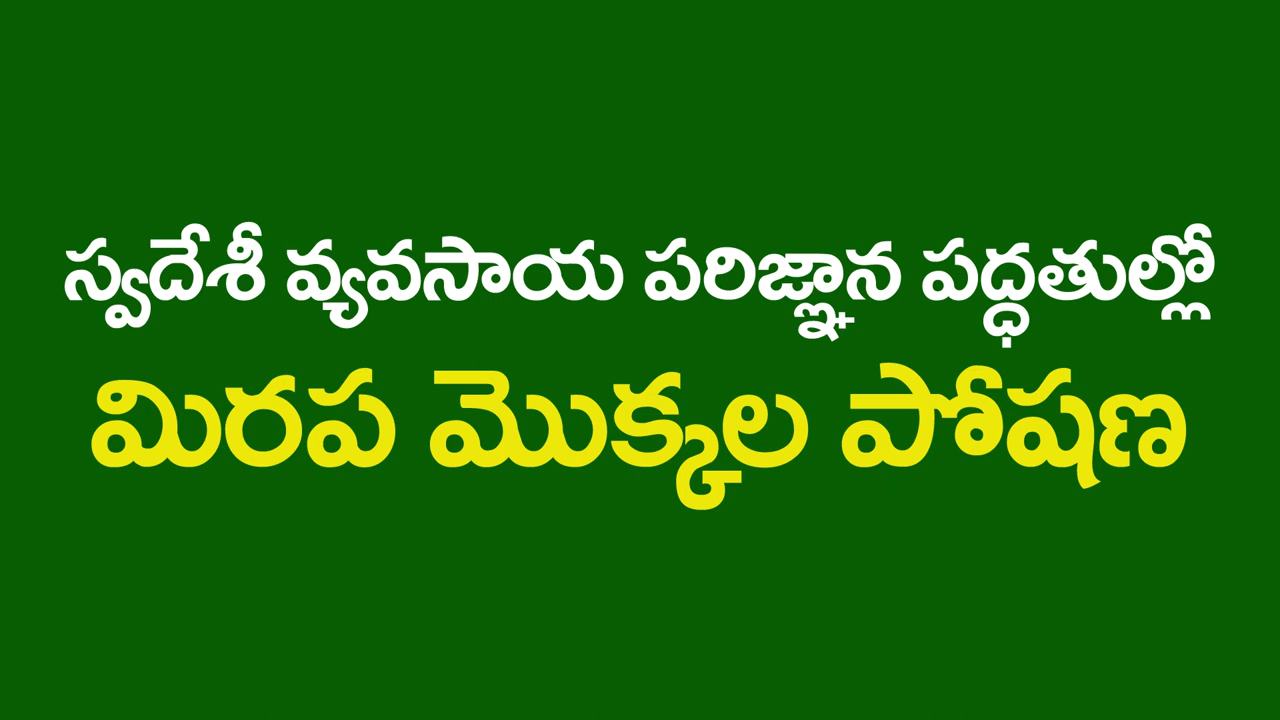 స్వదేశీ వ్యవసాయ పరిజ్ఞాన పద్ధతుల్లో
మిరప మొక్కల పోషణ